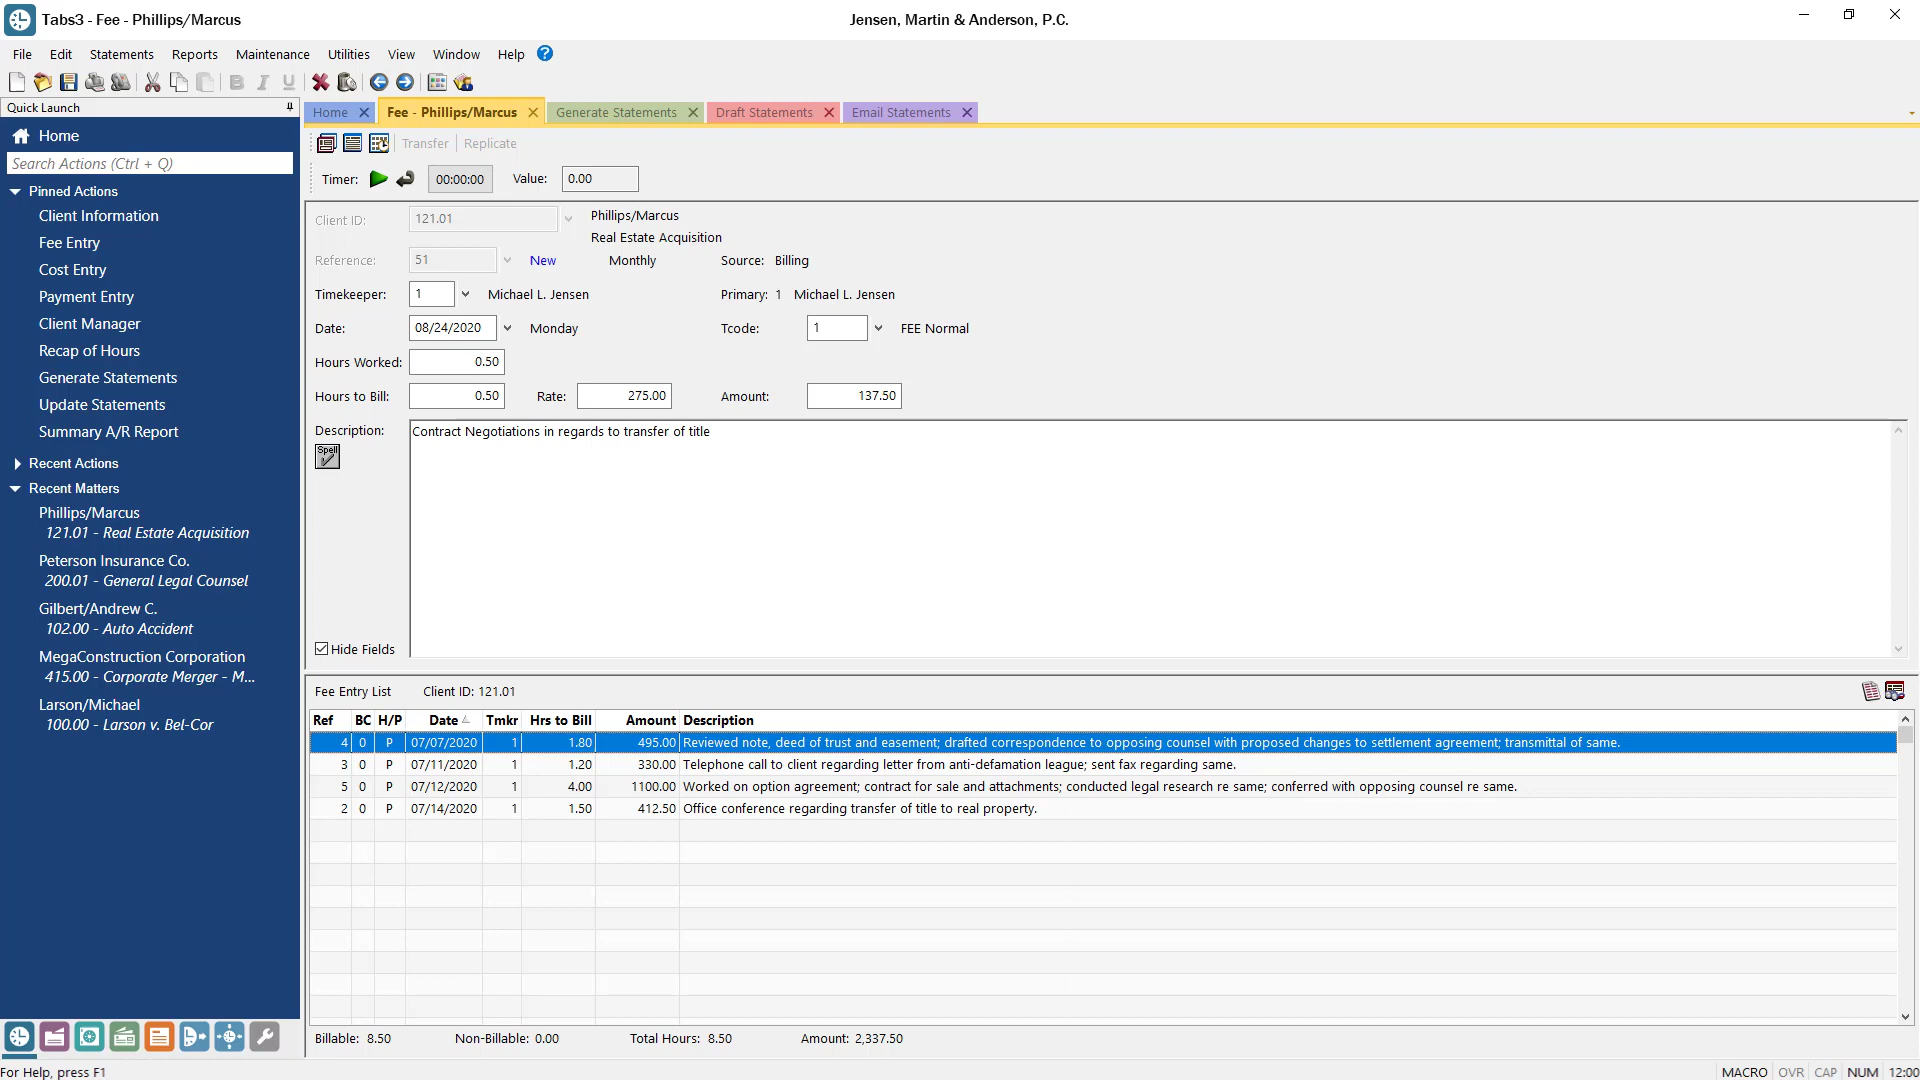 Tabs3 - Fee - Phillips/Marcus
Jensen, Martin & Anderson, P.C.
File Edit Statements Reports Maintenance Utilities View Window Help ?
B I U
Quick Launch
Home
Search Actions (Ctrl + Q)
Pinned Actions
Client Information
Fee Entry
Cost Entry
Payment Entry
Client Manager
Recap of Hours
Generate Statements
Update Statements
Summary A/R Report
Recent Actions
Recent Matters
Phillips/Marcus
121.01 - Real Estate Acquisition
Peterson Insurance Co.
200.01 - General Legal Counsel
Gilbert/Andrew C.
102.00 - Auto Accident
MegaConstruction Corporation
415.00 - Corporate Merger - M...
Larson/Michael
100.00 - Larson v. Bel-Cor
Home Fee - Phillips/Marcus Generate Statements Draft Statements Email Statements
Transfer Replicate
Timer: 00:00:00 Value: 0.00
Client ID: 121.01 Phillips/Marcus
Real Estate Acquisition
Reference: 51 New Monthly Source: Billing
Timekeeper: 1 Michael L. Jensen Primary: 1 Michael L. Jensen
Date: 08/24/2020 Monday Tcode: 1 FEE Normal
Hours Worked: 0.50
Hours to Bill: 0.50 Rate: 275.00 Amount: 137.50
Description: Contract Negotiations in regards to transfer of title
Spell
Hide Fields
Fee Entry List Client ID: 121.01
Ref BC H/P Date Tmkr Hrs to Bill Amount Description
4 0 P 07/07/2020 1 1.80 495.00 Reviewed note, deed of trust and easement; drafted correspondence to opposing counsel with proposed changes to settlement agreement; transmittal of same.
3 0 P 07/11/2020 1 1.20 330.00 Telephone call to client regarding letter from anti-defamation league; sent fax regarding same.
5 0 P 07/12/2020 1 4.00 1100.00 Worked on option agreement; contract for sale and attachments; conducted legal research re same; conferred with opposing counsel re same.
2 0 P 07/14/2020 1 1.50 412.50 Office conference regarding transfer of title to real property.
Billable: 8.50 Non-Billable: 0.00 Total Hours: 8.50 Amount: 2,337.50
For Help, press F1
MACRO OVR CAP NUM 12:00